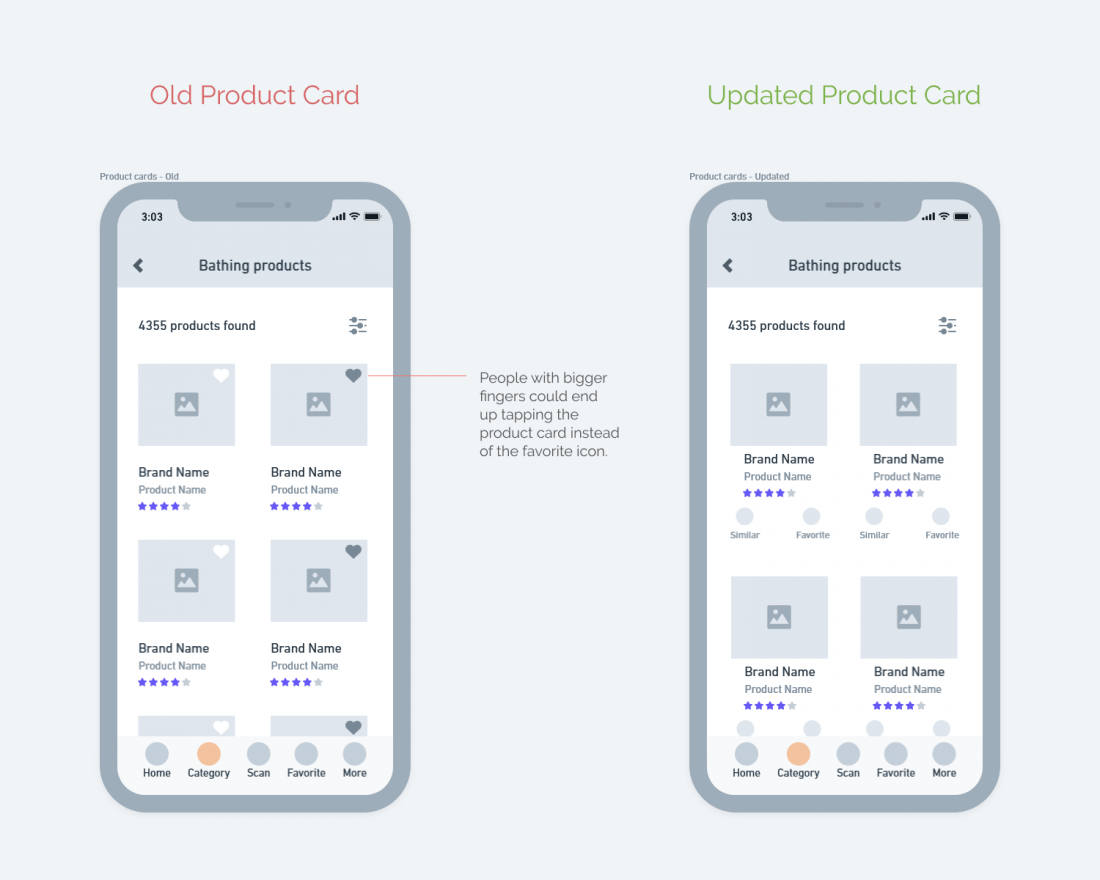 Old Product Card
Updated Product Card
Product cards - Old
3:03
Bathing products
4355 products found
Brand Name
Product Name
Brand Name
Product Name
Brand Name
Product Name
Brand Name
Product Name
Home
Category
Scan
Favorite
More
People with bigger
fingers could end
up tapping the
product card instead
of the favorite icon.
Product cards - Updated
3:03
Bathing products
4355 products found
Brand Name
Product Name
Similar
Favorite
Brand Name
Product Name
Similar
Favorite
Brand Name
Product Name
Brand Name
Product Name
Home
Category
Scan
Favorite
More